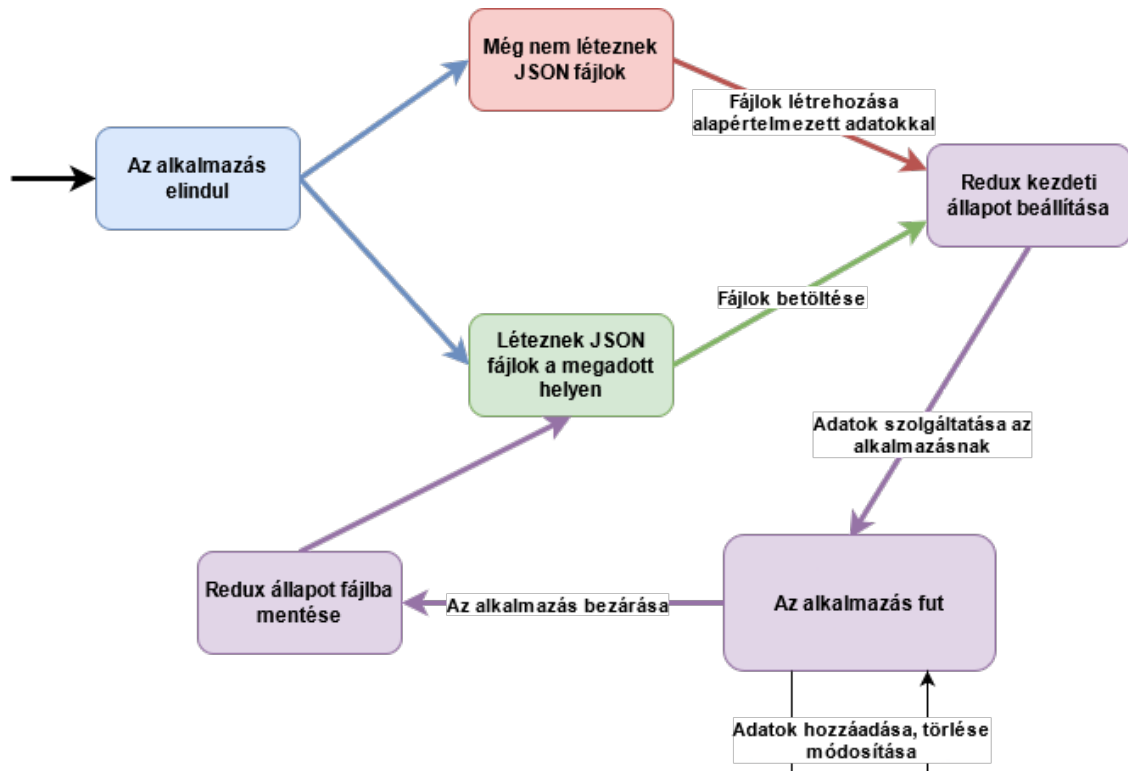 Még nem léteznek
JSON fájlok
Fájlok létrehozása
alapértelmezett adatokkal
Az alkalmazás
elindul
Redux kezdeti
állapot beállítása
Fájlok betöltése
Léteznek JSON
fájlok a megadott
helyen
Adatok szolgáltatása az
alkalmazásnak
Redux állapot fájlba
mentése
Az alkalmazás bezárása
Az alkalmazás fut
Adatok hozzáadása, törlése
módosítása